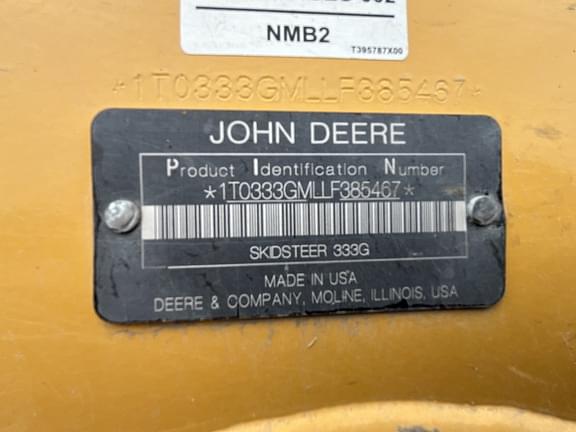 NMB2
T395787X00
*1T0333GMLLF385467*
JOHN DEERE
Product Identification Number
*1T0333GMLLF385467*
SKIDSTEER 333G
MADE IN USA
DEERE & COMPANY, MOLINE, ILLINOIS, USA